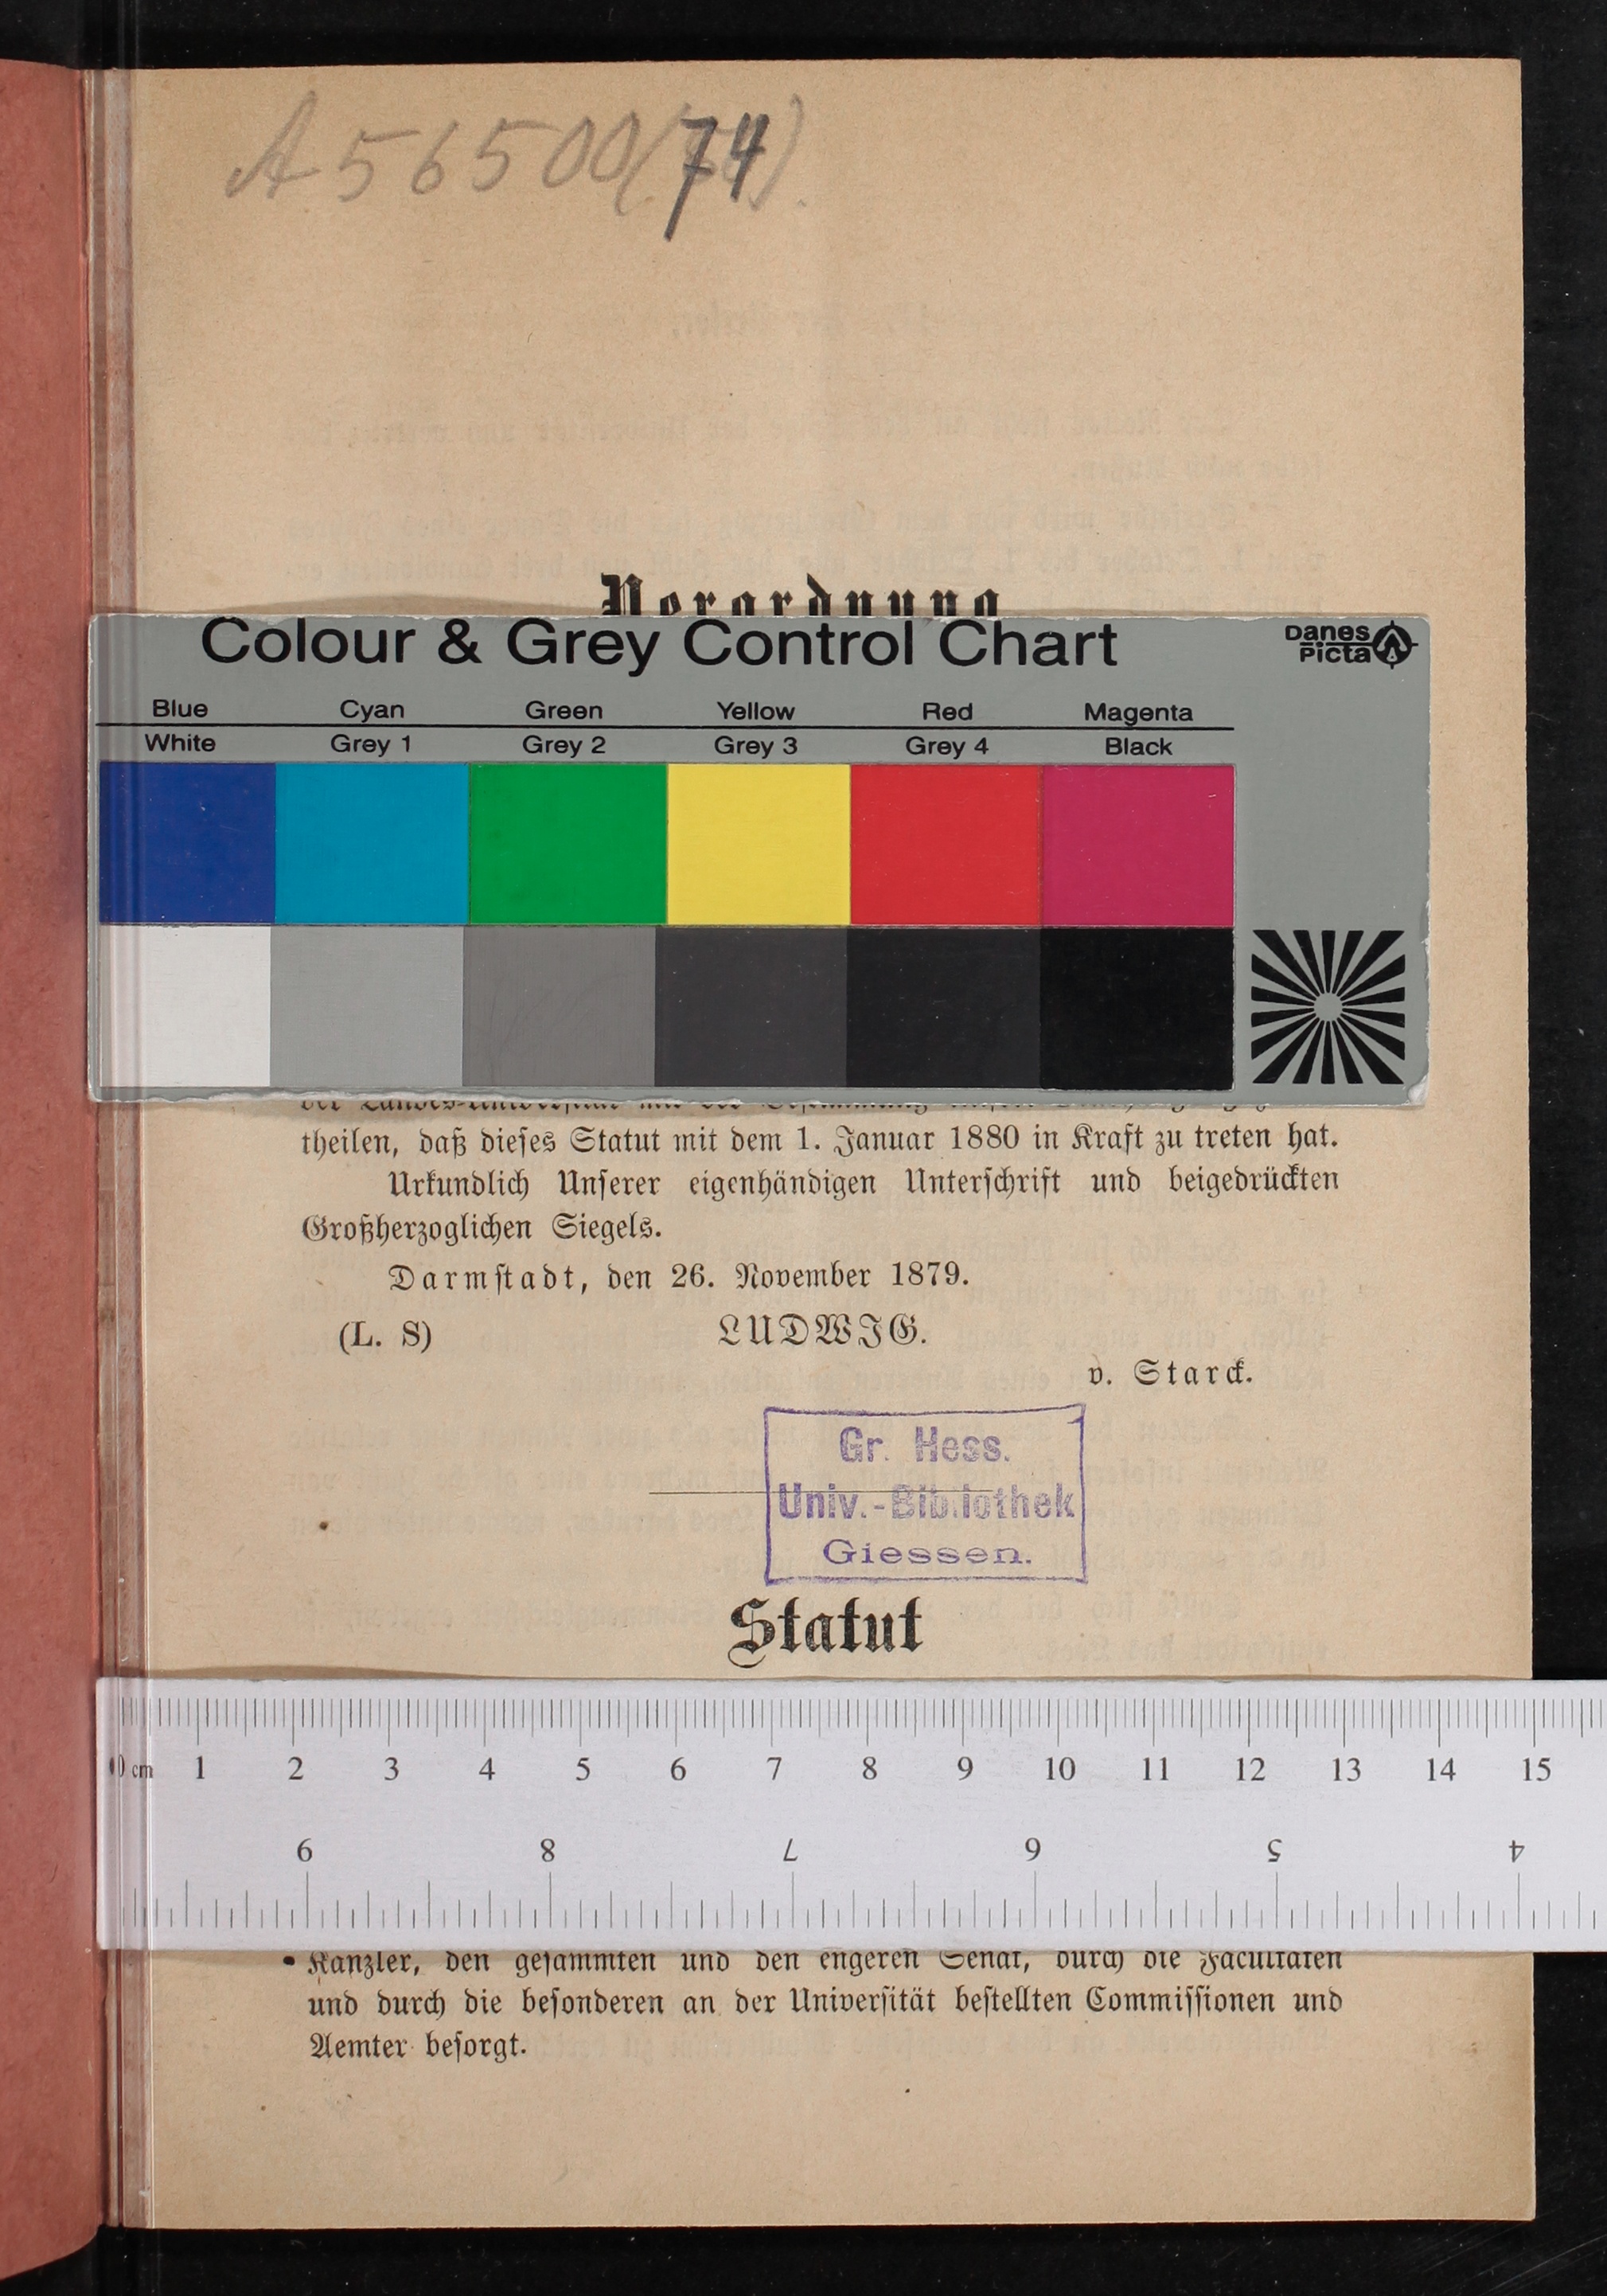 A 56500(74).
Verordnung
Colour & Grey Control Chart
Danes
Picta
Blue Cyan Green Yellow Red Magenta
White Grey 1 Grey 2 Grey 3 Grey 4 Black
theilen, daß dieses Statut mit dem 1. Januar 1880 in Kraft zu treten hat.
Urkundlich Unserer eigenhändigen Unterschrift und beigedrückten
Großherzoglichen Siegels.
Darmstadt, den 26. November 1879.
(L. S) LUDWIG.
v. Starck.
Gr. Hess.
Univ.-Bibliothek
Giessen.
Statut
0 cm 1 2 3 4 5 6 7 8 9 10 11 12 13 14 15
9 8 7 6 5 4
Kanzler, den gesammten und den engeren Senat, durch die Facultäten
und durch die besonderen an der Universität bestellten Commissionen und
Aemter besorgt.